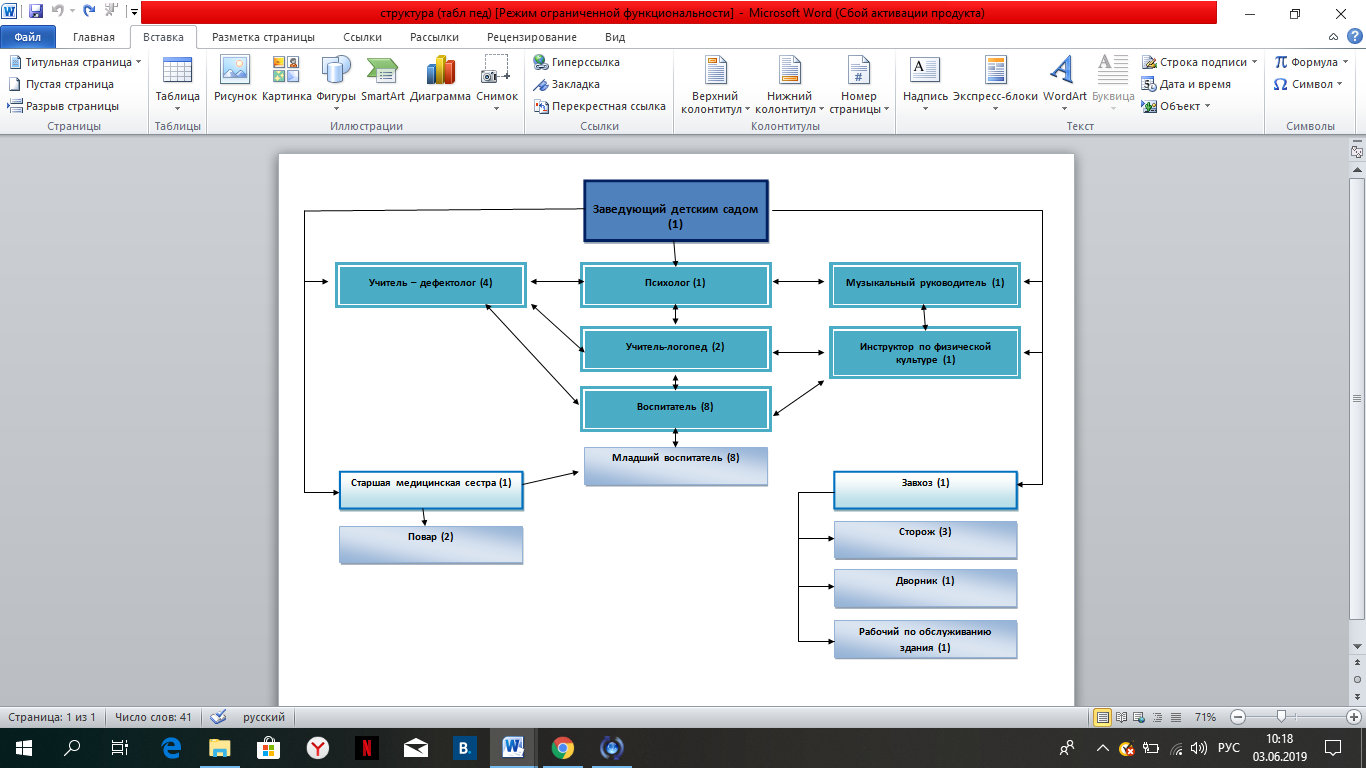 структура (табл пед) [Режим ограниченной функциональности] - Microsoft Word (Сбой активации продукта)
Файл
Главная
Вставка
Разметка страницы
Ссылки
Рассылки
Рецензирование
Вид
Титульная страница
Пустая страница
Разрыв страницы
Страницы
Таблица
Таблицы
Рисунок
Картинка
Фигуры
SmartArt
Диаграмма
Снимок
Иллюстрации
Гиперссылка
Закладка
Перекрестная ссылка
Ссылки
Верхний
колонтитул
Нижний
колонтитул
Номер
страницы
Колонтитулы
Надпись
Экспресс-блоки
WordArt
Буквица
Строка подписи
Дата и время
Объект
Текст
Формула
Символ
Символы
Заведующий детским садом
(1)
Учитель – дефектолог (4)
Психолог (1)
Музыкальный руководитель (1)
Учитель-логопед (2)
Инструктор по физической
культуре (1)
Воспитатель (8)
Младший воспитатель (8)
Старшая медицинская сестра (1)
Завхоз (1)
Повар (2)
Сторож (3)
Дворник (1)
Рабочий по обслуживанию
здания (1)
Страница: 1 из 1
Число слов: 41
русский
71%
РУС
10:18
03.06.2019